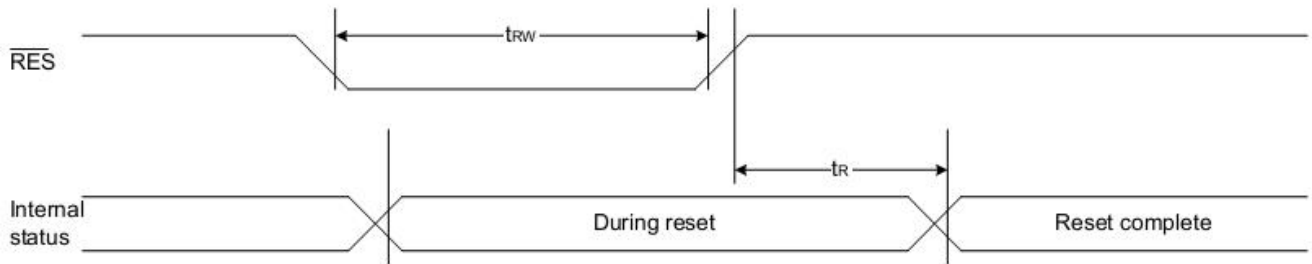 tRW
RES
tR
Internal
status
During reset
Reset complete